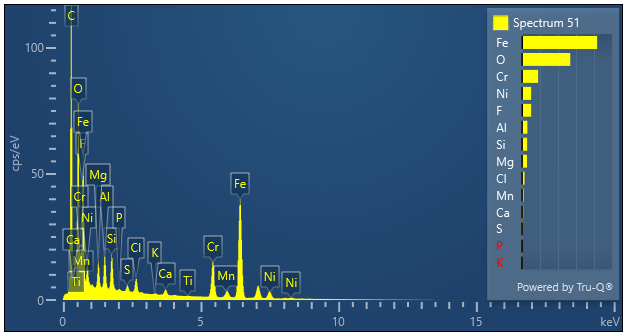 C
Spectrum 51
100
Fe
O
O
Cr
Fe
Ni
F
F
Al
cps/eV
Si
50
Mg
Mg
Cl
Fe
Cr
Al
Mn
Ni
P
Ca
Ca
Si
S
Cr
Cl
P
Mn
S
K
Ca
Mn
Ni
K
Ti
Ti
Ni
Powered by Tru-Q®
0
0
5
10
15
keV